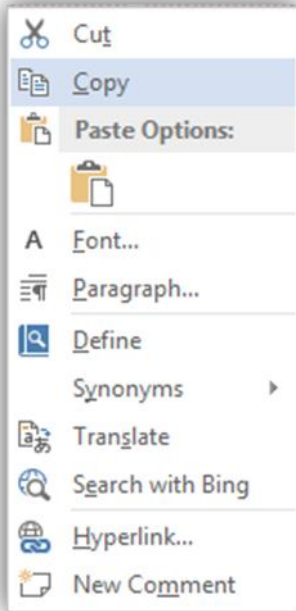 Cut
Copy
Paste Options:
Font...
Paragraph...
Define
Synonyms
Translate
Search with Bing
Hyperlink...
New Comment